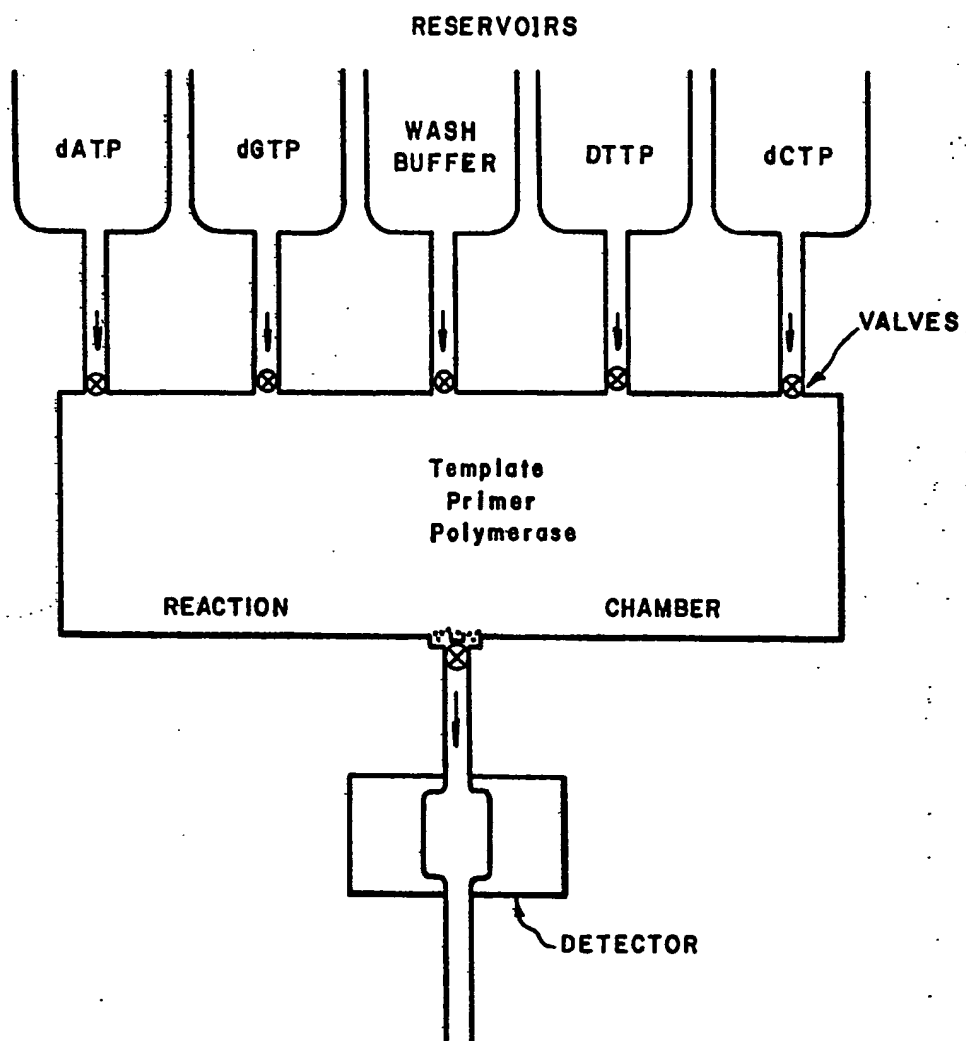 RESERVOIRS
dATP
dGTP
WASH
BUFFER
DTTP
dCTP
VALVES
Template
Primer
Polymerase
REACTION CHAMBER
DETECTOR